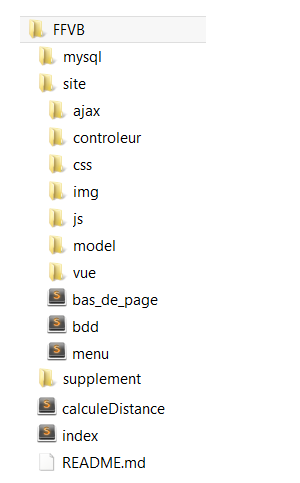 FFVB
mysql
site
ajax
controleur
css
img
js
model
vue
bas_de_page
bdd
menu
supplement
calculeDistance
index
README.md